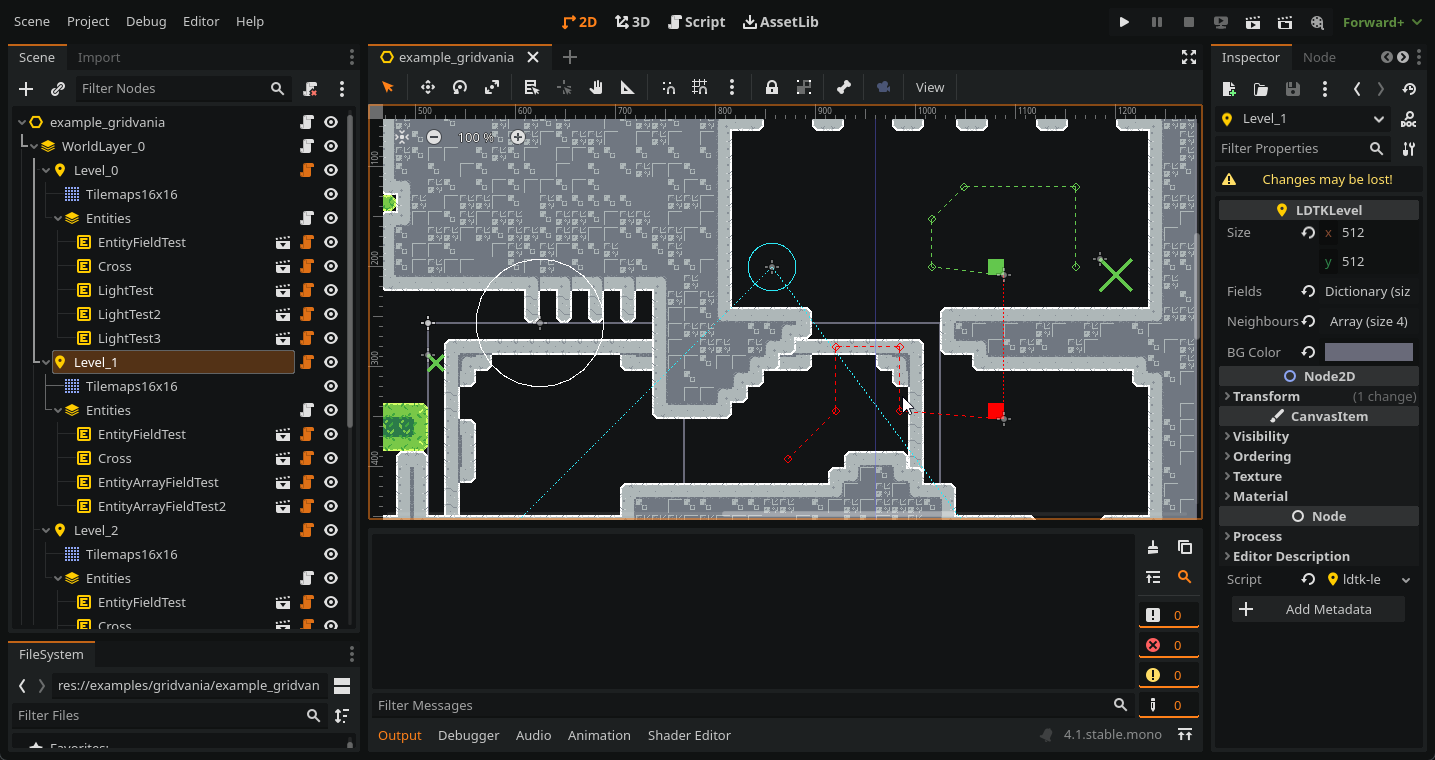 Scene Project Debug Editor Help
2D 3D Script AssetLib
Forward+
Scene Import
Filter Nodes
example_gridvania
WorldLayer_0
Level_0
Tilemaps16x16
Entities
EntityFieldTest
Cross
LightTest
LightTest2
LightTest3
Level_1
Tilemaps16x16
Entities
EntityFieldTest
Cross
EntityArrayFieldTest
EntityArrayFieldTest2
Level_2
Tilemaps16x16
Entities
EntityFieldTest
Cross
FileSystem
res://examples/gridvania/example_gridvan
Filter Files
Favorites:
example_gridvania
View
500 600 700 800 900 1000 1100 1200
100 %
100
200
300
400
Filter Messages
0
0
0
0
Output Debugger Audio Animation Shader Editor
4.1.stable.mono
Inspector Node
Level_1
Filter Properties
Changes may be lost!
LDTKLevel
Size x 512
y 512
Fields Dictionary (siz
Neighbours Array (size 4)
BG Color
Node2D
Transform (1 change)
CanvasItem
Visibility
Ordering
Texture
Material
Node
Process
Editor Description
Script ldtk-le
Add Metadata